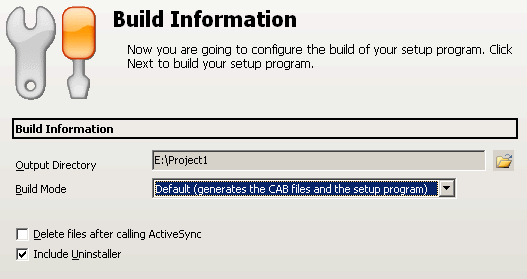 Build Information
Now you are going to configure the build of your setup program. Click
Next to build your setup program.
Build Information
Output Directory
E:\Project1
Build Mode
Default (generates the CAB files and the setup program)
Delete files after calling ActiveSync
Include Uninstaller